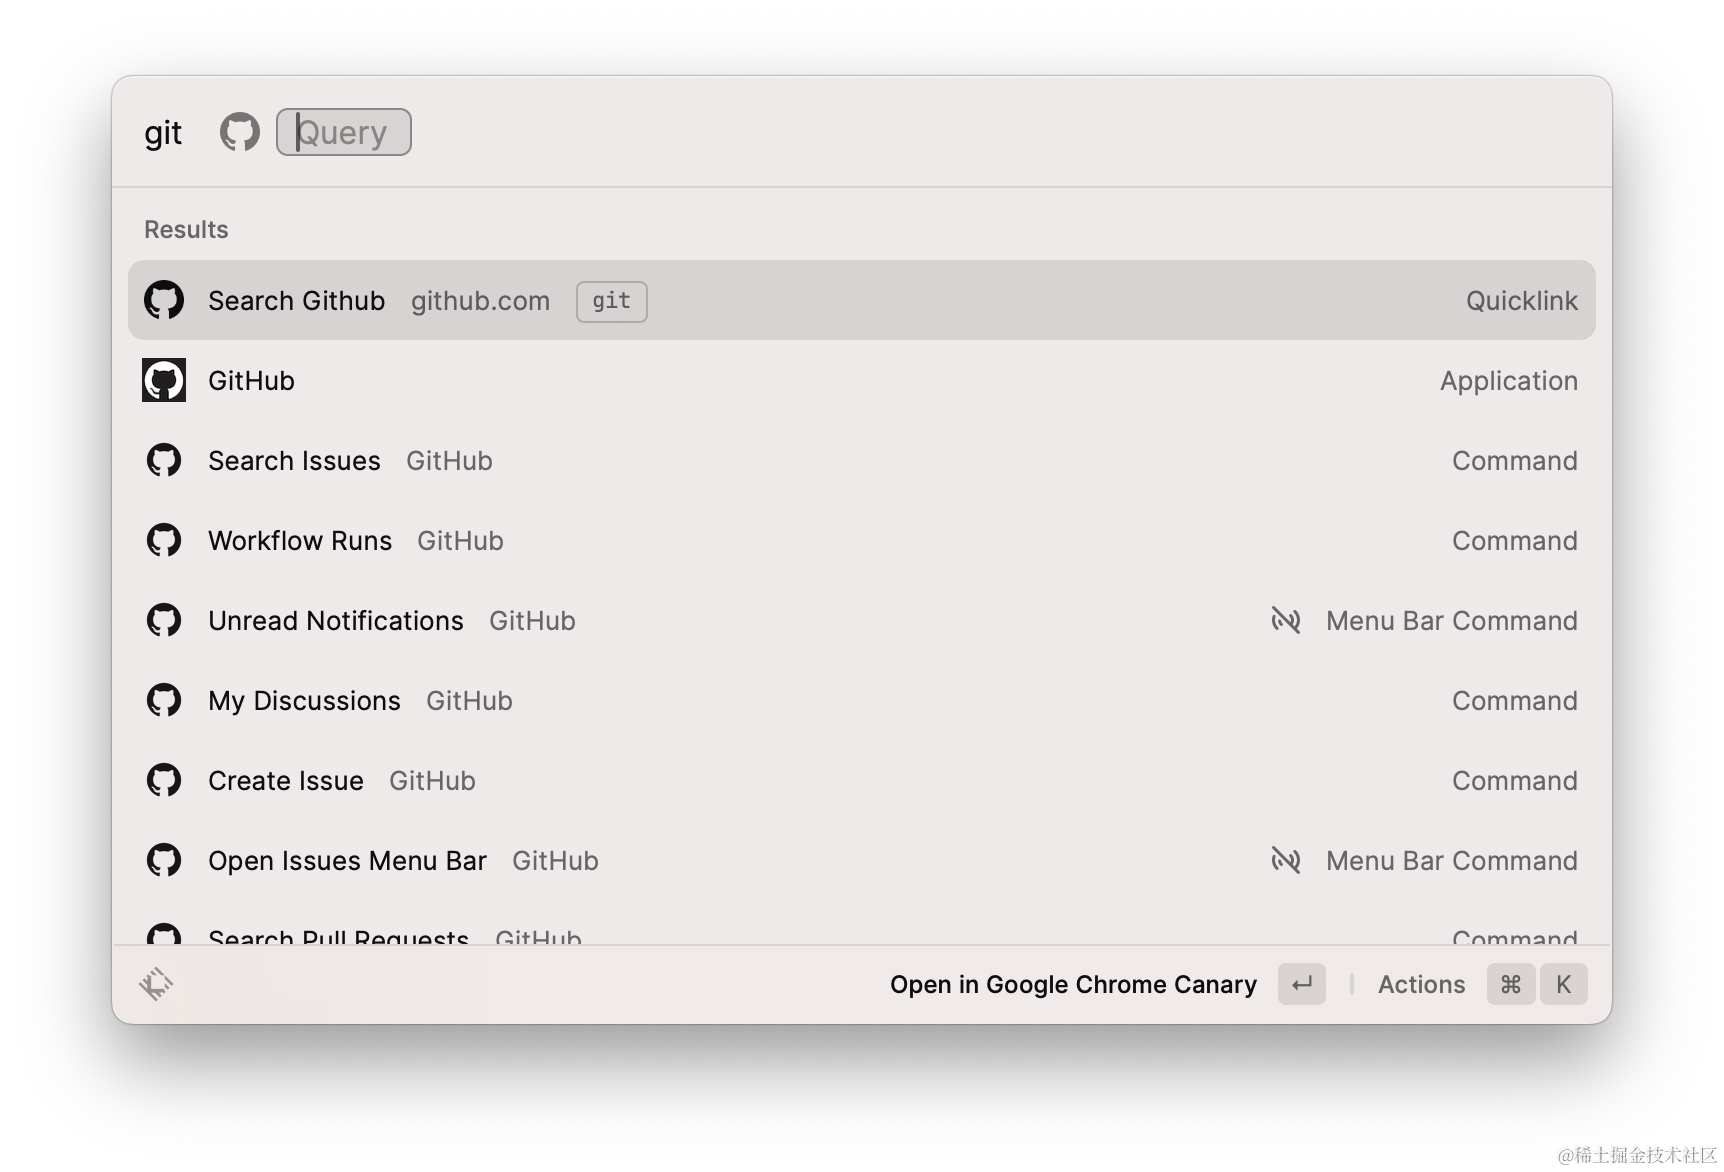 git Query
Results
Search Github github.com git Quicklink
GitHub Application
Search Issues GitHub Command
Workflow Runs GitHub Command
Unread Notifications GitHub Menu Bar Command
My Discussions GitHub Command
Create Issue GitHub Command
Open Issues Menu Bar GitHub Menu Bar Command
Search Pull Requests GitHub Command
Open in Google Chrome Canary ↵ Actions ⌘ K
@稀土掘金技术社区